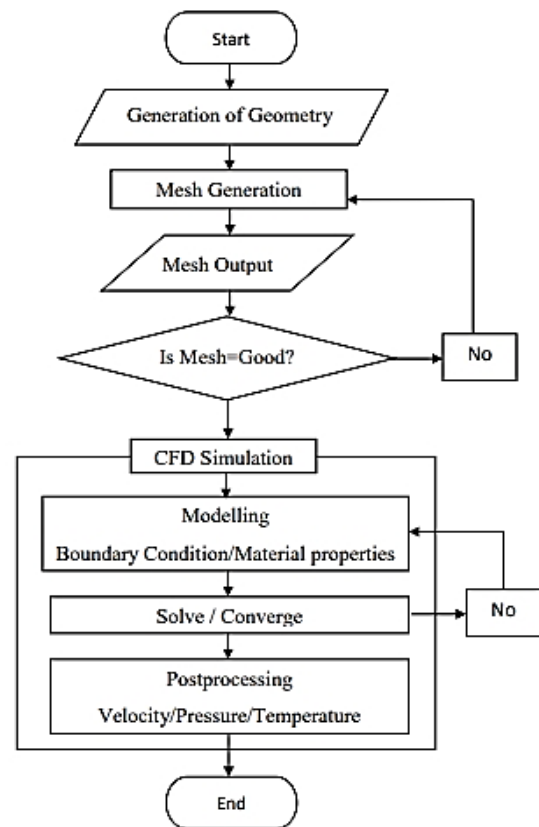 Start
Generation of Geometry
Mesh Generation
Mesh Output
Is Mesh=Good?
No
CFD Simulation
Modelling
Boundary Condition/Material properties
Solve / Converge
No
Postprocessing
Velocity/Pressure/Temperature
End